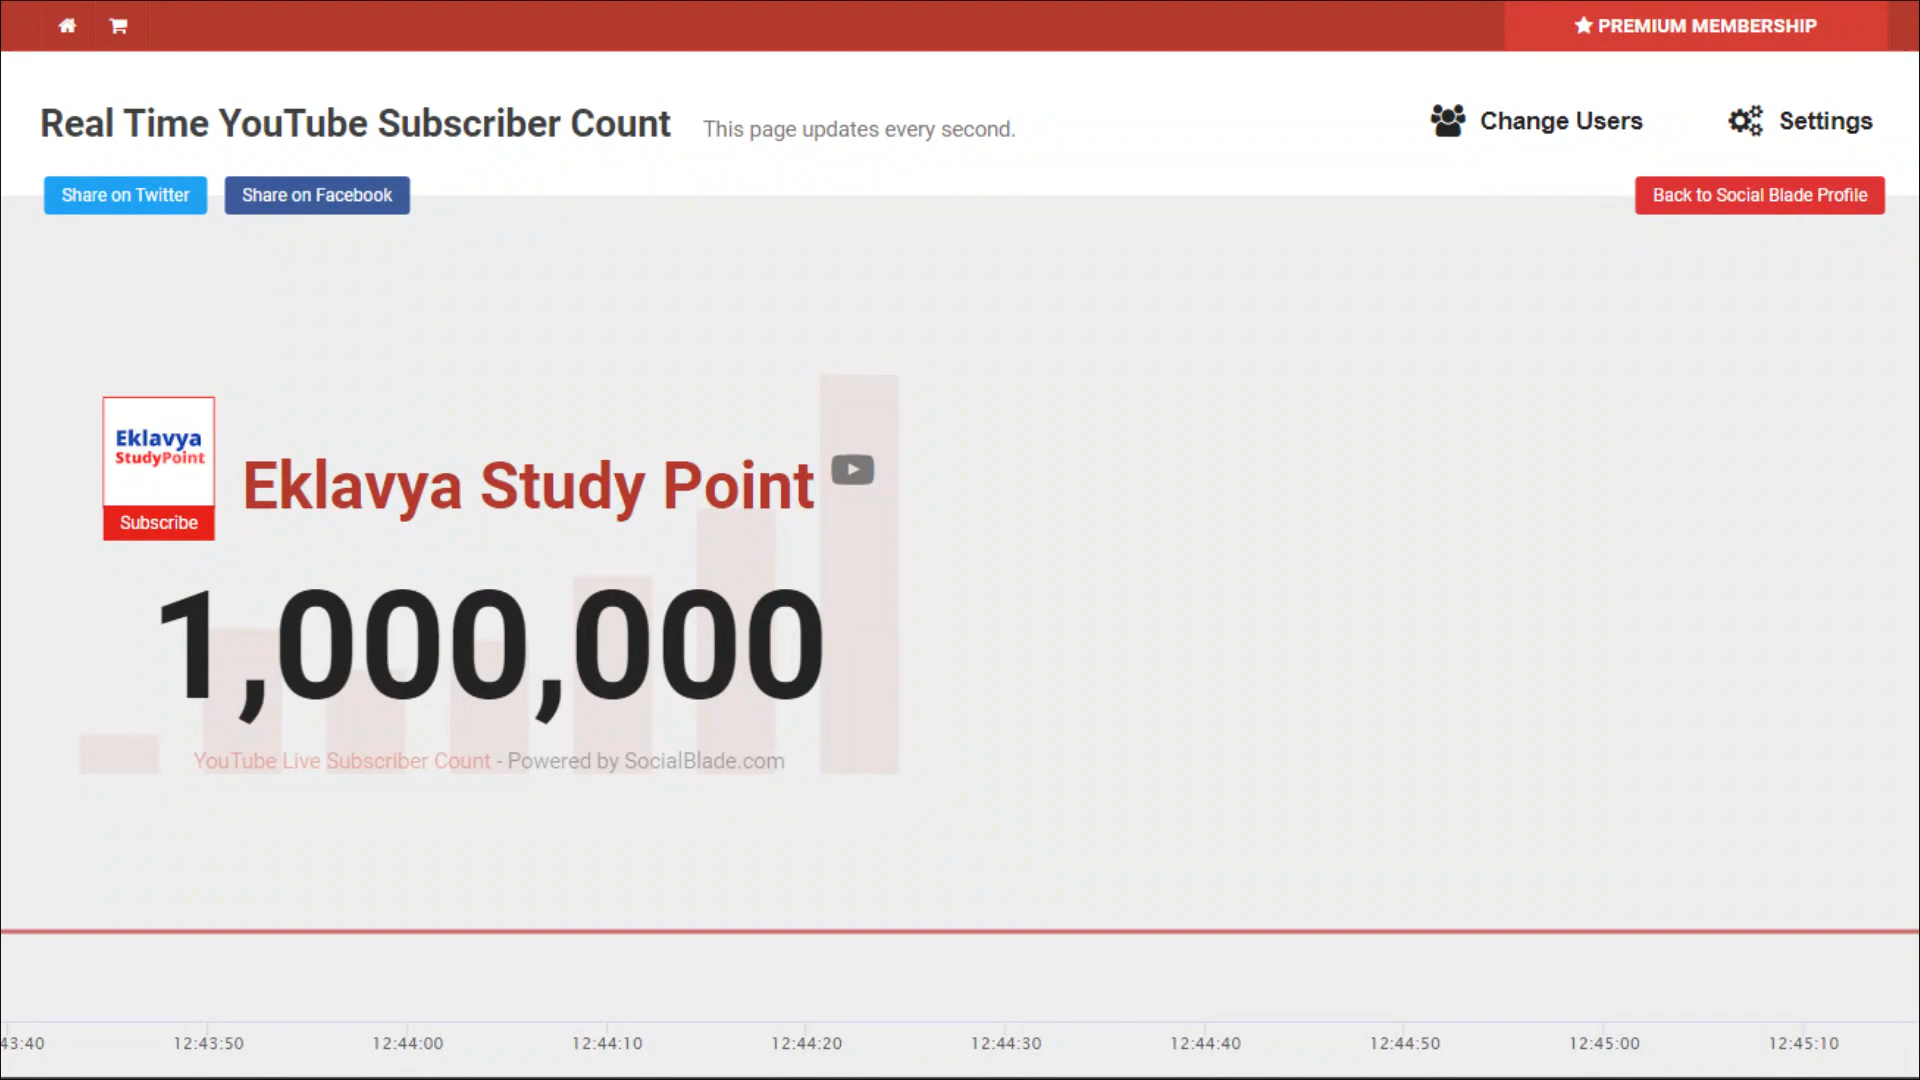 PREMIUM MEMBERSHIP
Real Time YouTube Subscriber Count This page updates every second.
Change Users Settings
Share on Twitter Share on Facebook Back to Social Blade Profile
Eklavya
StudyPoint
Subscribe
Eklavya Study Point
1,000,000
YouTube Live Subscriber Count - Powered by SocialBlade.com
43:40 12:43:50 12:44:00 12:44:10 12:44:20 12:44:30 12:44:40 12:44:50 12:45:00 12:45:10